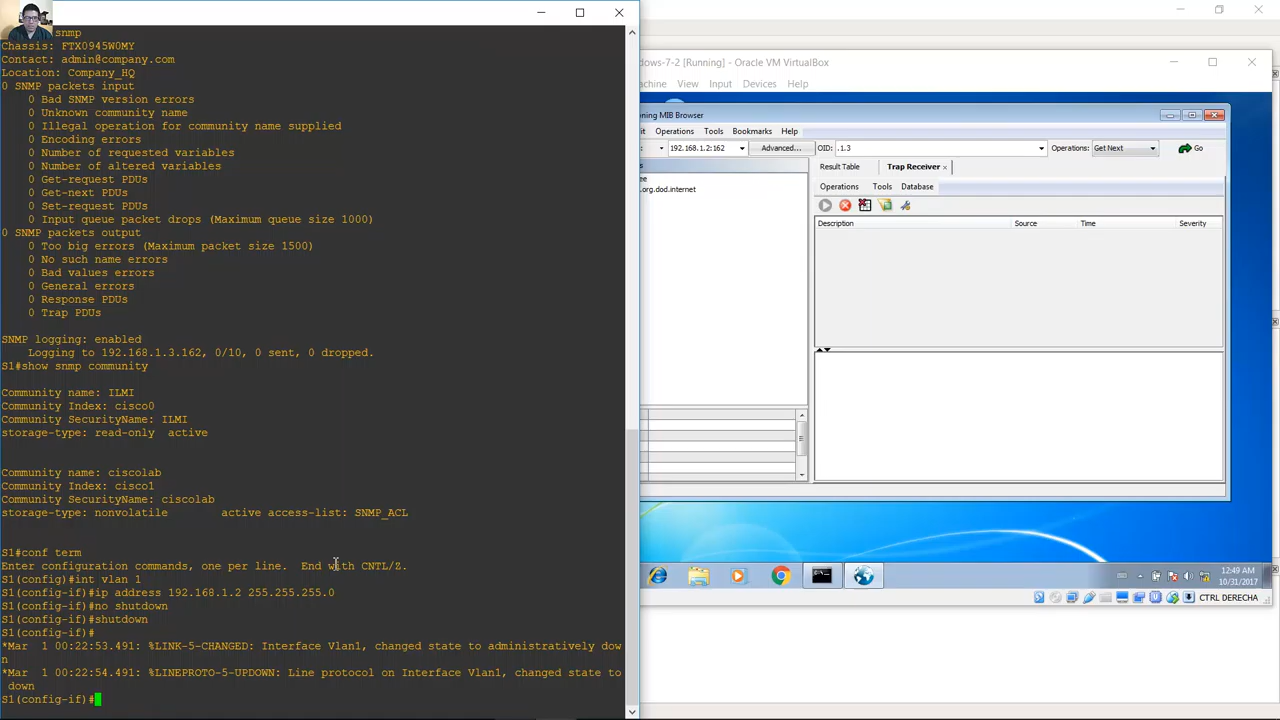 snmp
Chassis: FTX0945W0MY
Contact: admin@company.com
Location: Company_HQ
0 SNMP packets input
0 Bad SNMP version errors
0 Unknown community name
0 Illegal operation for community name supplied
0 Encoding errors
0 Number of requested variables
0 Number of altered variables
0 Get-request PDUs
0 Get-next PDUs
0 Set-request PDUs
0 Input queue packet drops (Maximum queue size 1000)
0 SNMP packets output
0 Too big errors (Maximum packet size 1500)
0 No such name errors
0 Bad values errors
0 General errors
0 Response PDUs
0 Trap PDUs
SNMP logging: enabled
Logging to 192.168.1.3.162, 0/10, 0 sent, 0 dropped.
S1#show snmp community
Community name: ILMI
Community Index: cisco0
Community SecurityName: ILMI
storage-type: read-only  active
Community name: ciscolab
Community Index: cisco1
Community SecurityName: ciscolab
storage-type: nonvolatile      active access-list: SNMP_ACL
S1#conf term
Enter configuration commands, one per line.  End with CNTL/Z.
S1(config)#int vlan 1
S1(config-if)#ip address 192.168.1.2 255.255.255.0
S1(config-if)#no shutdown
S1(config-if)#shutdown
S1(config-if)#
*Mar  1 00:22:53.491: %LINK-5-CHANGED: Interface Vlan1, changed state to administratively dow
n
*Mar  1 00:22:54.491: %LINEPROTO-5-UPDOWN: Line protocol on Interface Vlan1, changed state to
down
S1(config-if)#
dows-7-2 [Running] - Oracle VM VirtualBox
achine View Input Devices Help
oning MIB Browser
it Operations Tools Bookmarks Help
192.168.1.2:162 Advanced... OID: .1.3 Operations: Get Next Go
Result Table Trap Receiver
ee
.org.dod.internet
Operations Tools Database
Description Source Time Severity
12:49 AM
10/31/2017
CTRL DERECHA